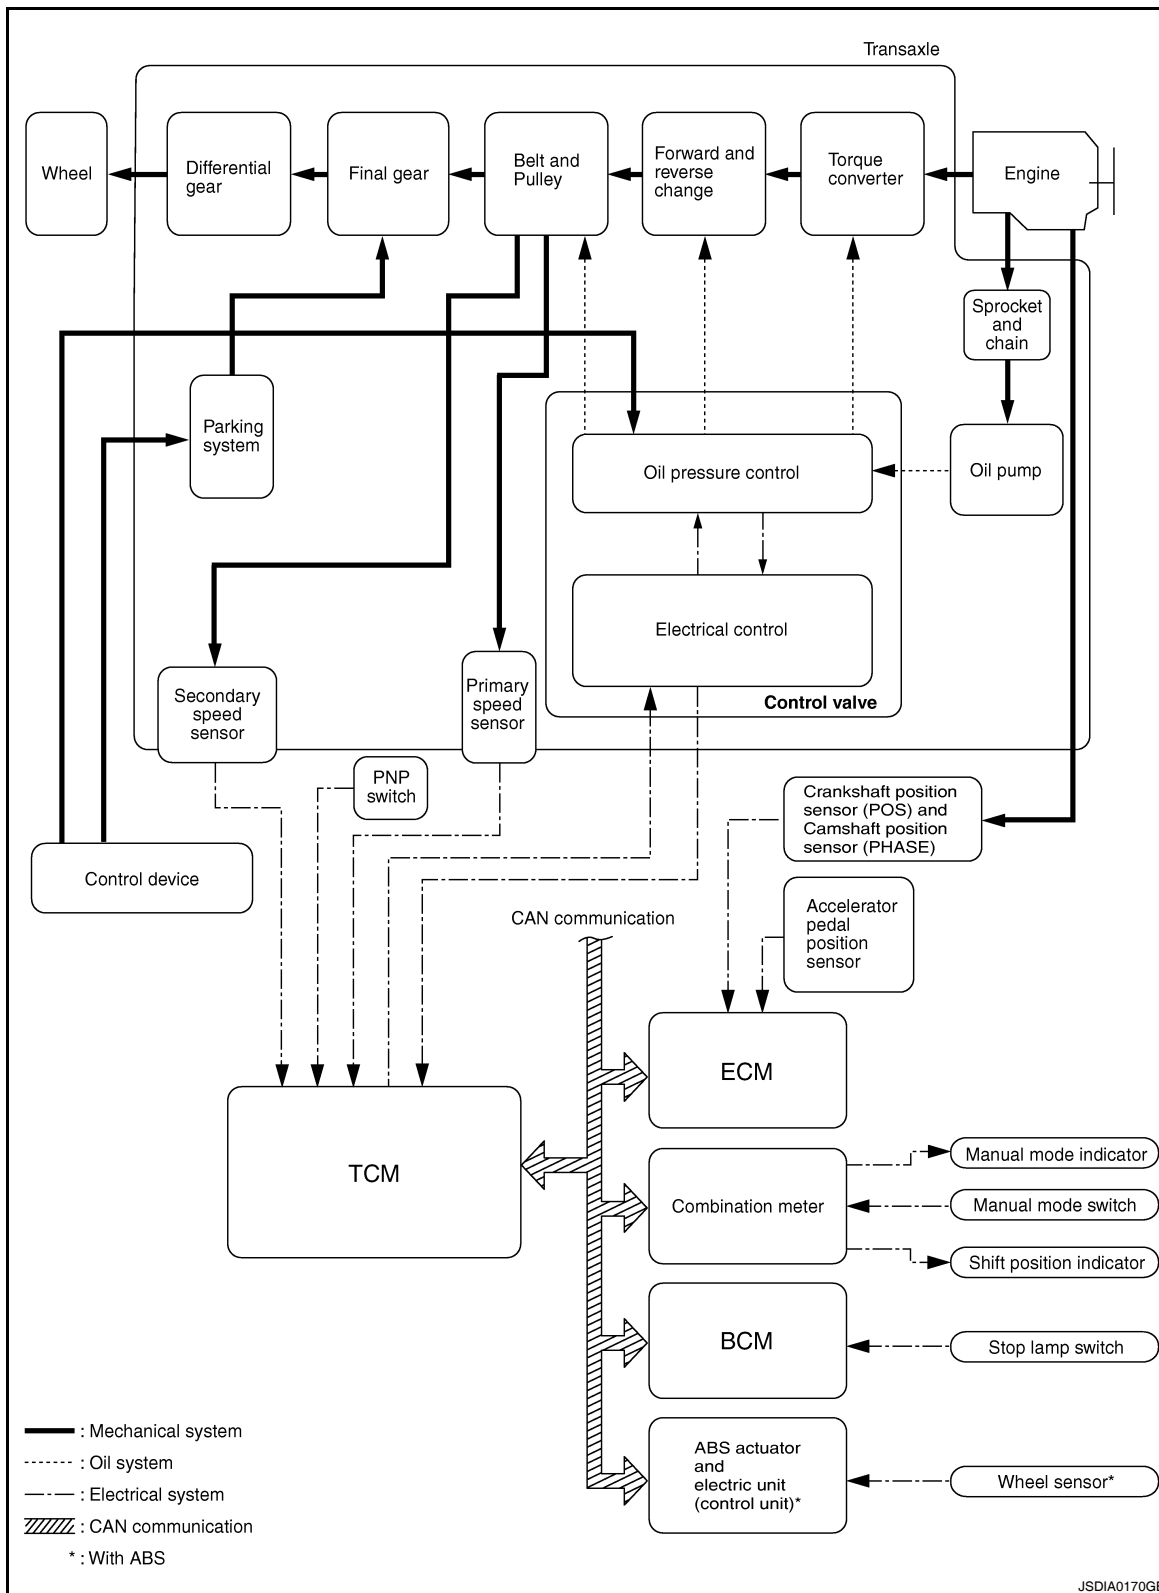 Transaxle
Wheel
Differential
gear
Final gear
Belt and
Pulley
Forward and
reverse
change
Torque
converter
Engine
Sprocket
and
chain
Parking
system
Oil pressure control
Oil pump
Electrical control
Control valve
Secondary
speed
sensor
Primary
speed
sensor
PNP
switch
Crankshaft position
sensor (POS) and
Camshaft position
sensor (PHASE)
Control device
CAN communication
Accelerator
pedal
position
sensor
ECM
TCM
Combination meter
Manual mode indicator
Manual mode switch
Shift position indicator
BCM
Stop lamp switch
ABS actuator
and
electric unit
(control unit)*
Wheel sensor*
: Mechanical system
: Oil system
: Electrical system
: CAN communication
* : With ABS